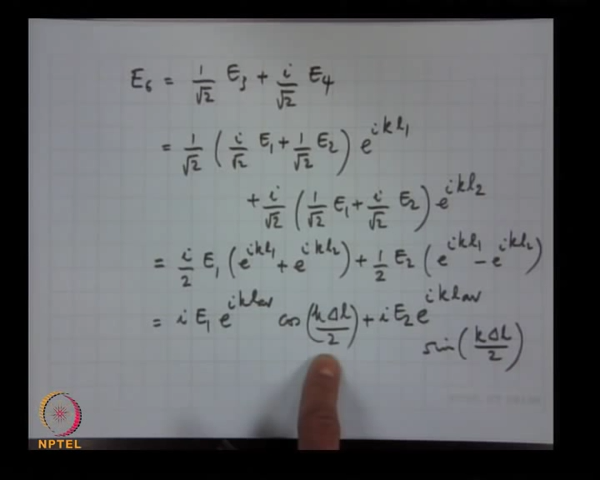 E₆ = 1/√2 E₃ + i/√2 E₄
= 1/√2 ( i/√2 E₁ + 1/√2 E₂ ) e^{ikl₁}
+ i/√2 ( 1/√2 E₁ + i/√2 E₂ ) e^{ikl₂}
= i/2 E₁ ( e^{ikl₁} + e^{ikl₂} ) + 1/2 E₂ ( e^{ikl₁} - e^{ikl₂} )
= i E₁ e^{iklav} cos ( kΔl/2 ) + i E₂ e^{iklav}
sin ( kΔl/2 )
NPTEL